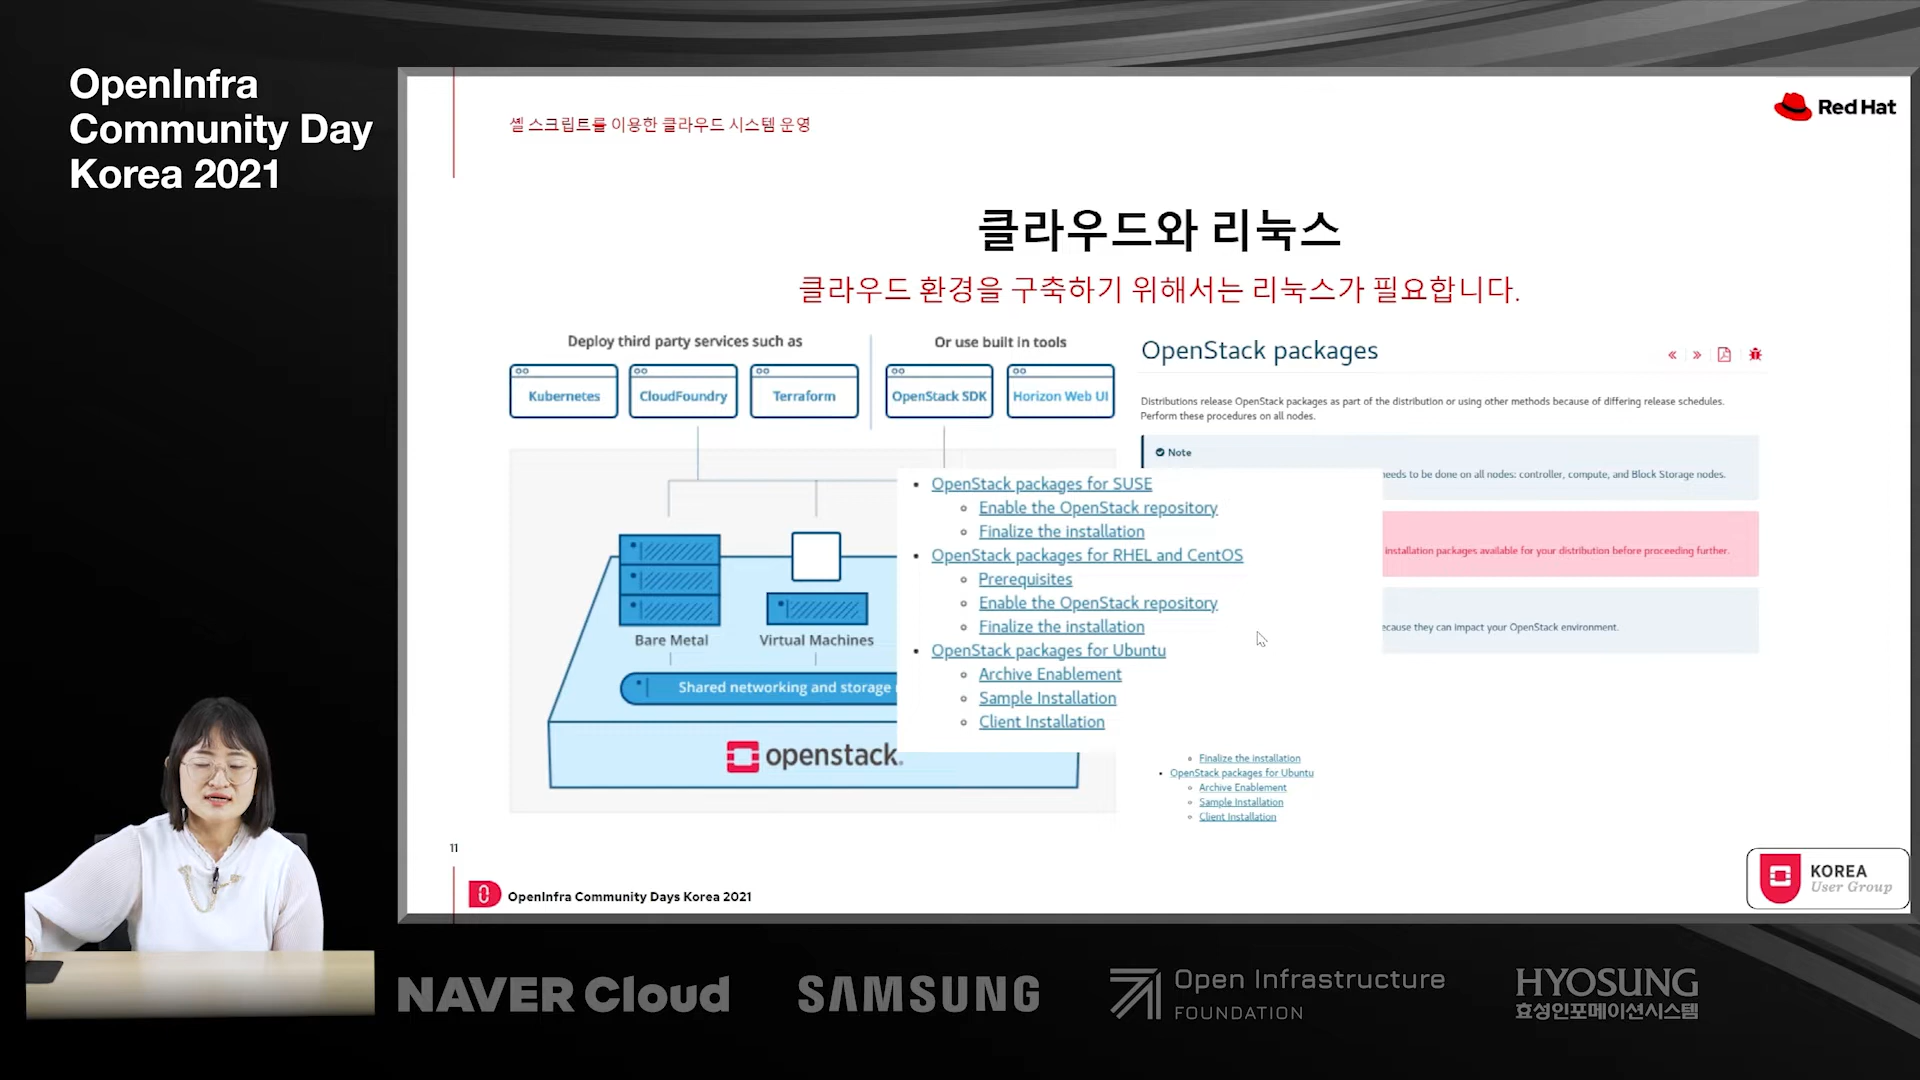 OpenInfra
Community Day
Korea 2021
셸 스크립트를 이용한 클라우드 시스템 운영
Red Hat
클라우드와 리눅스
클라우드 환경을 구축하기 위해서는 리눅스가 필요합니다.
Deploy third party services such as
Or use built in tools
Kubernetes
CloudFoundry
Terraform
OpenStack SDK
Horizon Web UI
Bare Metal
Virtual Machines
Shared networking and storage
openstack.
OpenStack packages
Distributions release OpenStack packages as part of the distribution or using other methods because of differing release schedules.
Perform these procedures on all nodes.
Note
needs to be done on all nodes: controller, compute, and Block Storage nodes.
installation packages available for your distribution before proceeding further.
because they can impact your OpenStack environment.
• OpenStack packages for SUSE
◦ Enable the OpenStack repository
◦ Finalize the installation
• OpenStack packages for RHEL and CentOS
◦ Prerequisites
◦ Enable the OpenStack repository
◦ Finalize the installation
• OpenStack packages for Ubuntu
◦ Archive Enablement
◦ Sample Installation
◦ Client Installation
◦ Finalize the installation
• OpenStack packages for Ubuntu
◦ Archive Enablement
◦ Sample Installation
◦ Client Installation
11
OpenInfra Community Days Korea 2021
KOREA
User Group
NAVER Cloud
SAMSUNG
Open Infrastructure
FOUNDATION
HYOSUNG
효성인포메이션시스템